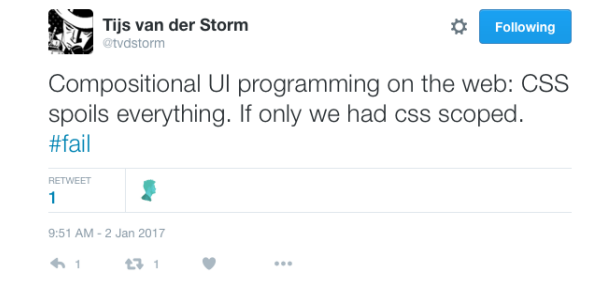 Tijs van der Storm
@tvdstorm
Following
Compositional UI programming on the web: CSS
spoils everything. If only we had css scoped.
#fail
RETWEET
1
9:51 AM - 2 Jan 2017
1
1